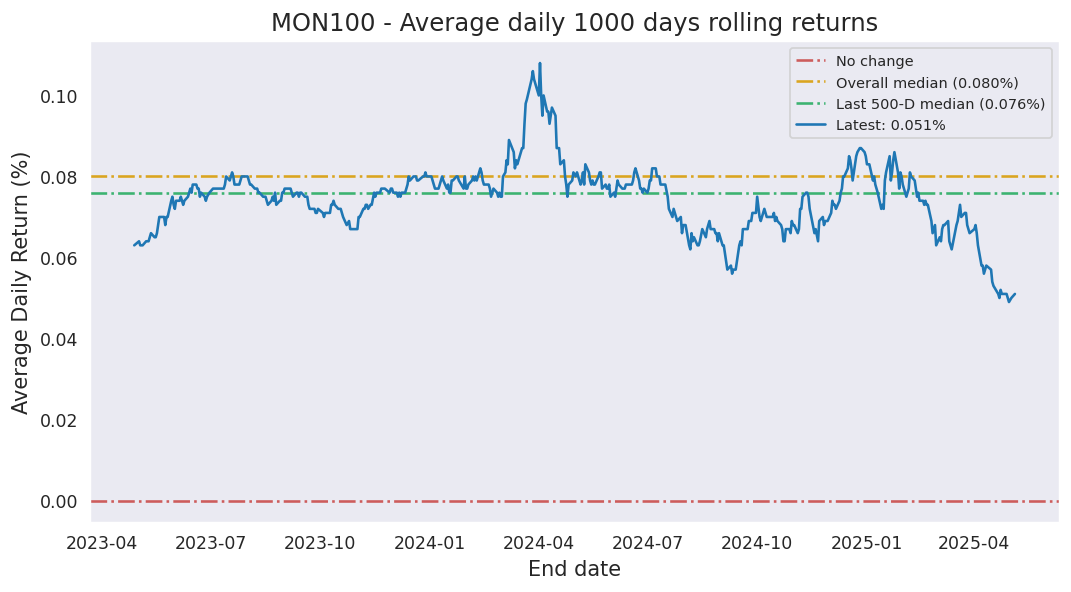 MON100 - Average daily 1000 days rolling returns
No change
Overall median (0.080%)
Last 500-D median (0.076%)
Latest: 0.051%
Average Daily Return (%)
0.10
0.08
0.06
0.04
0.02
0.00
2023-04 2023-07 2023-10 2024-01 2024-04 2024-07 2024-10 2025-01 2025-04
End date